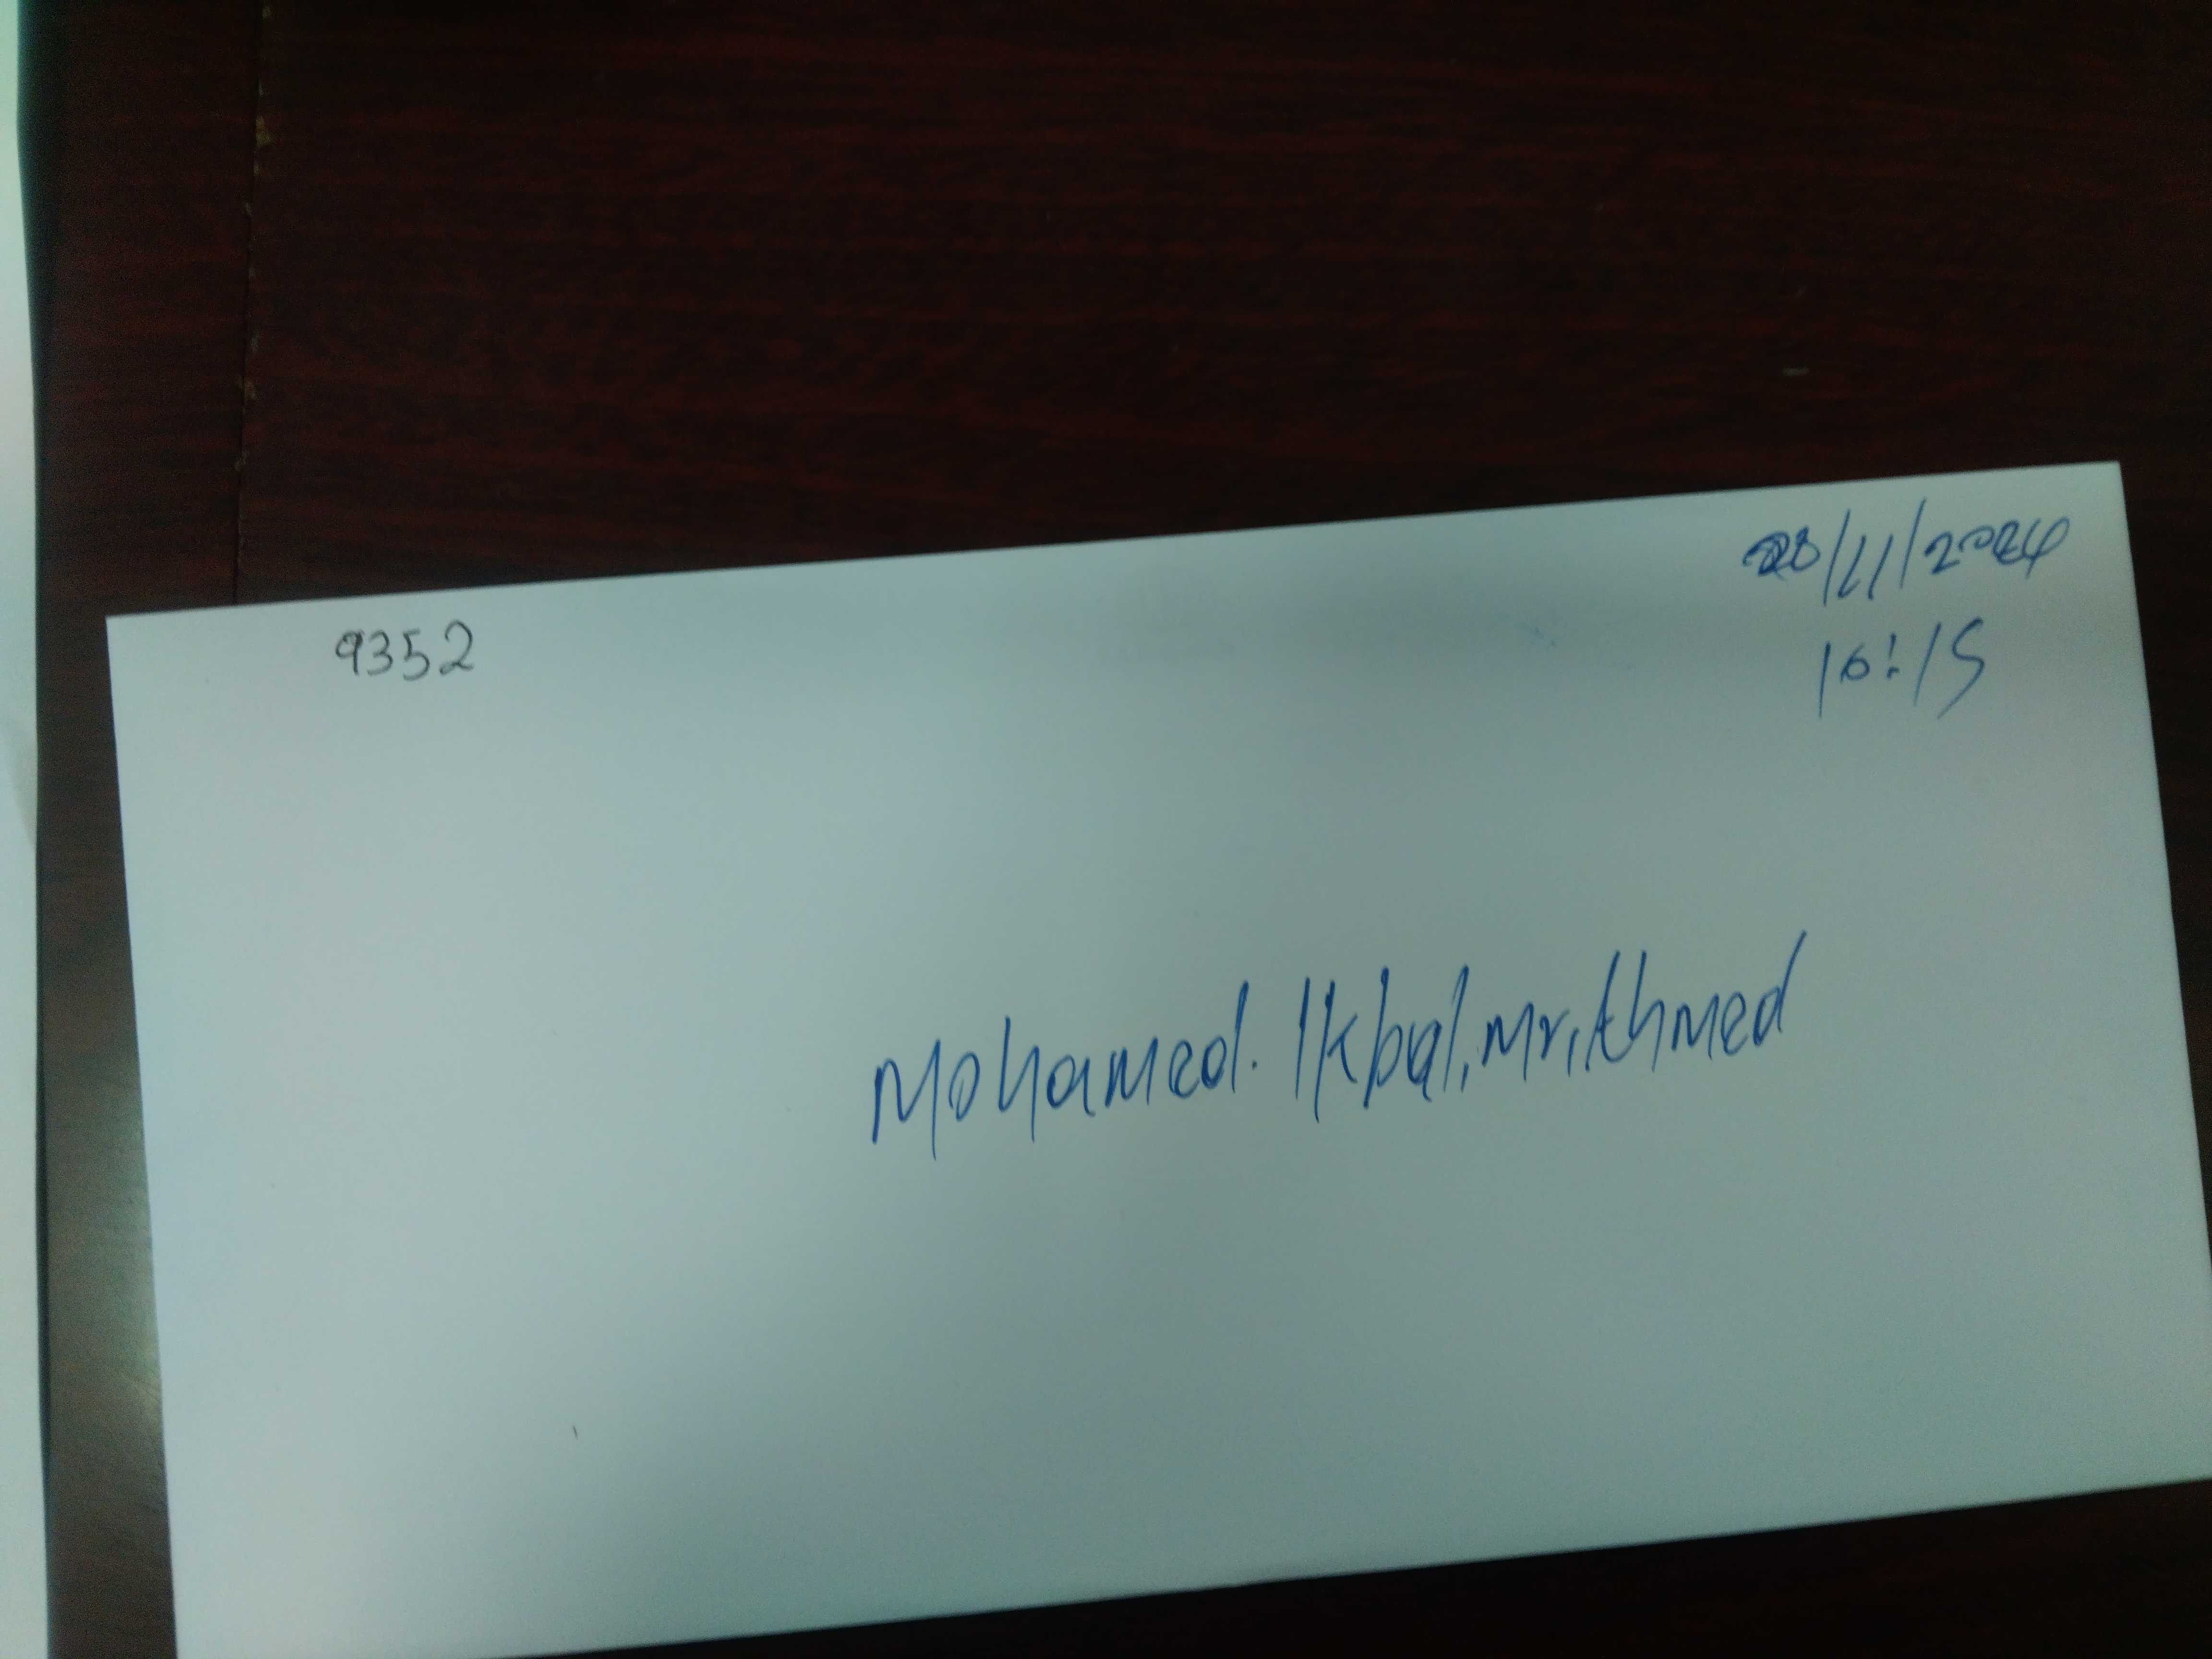 9352
28/11/2024
10:15
Mohamed. Ikbal, Mr, Ahmed